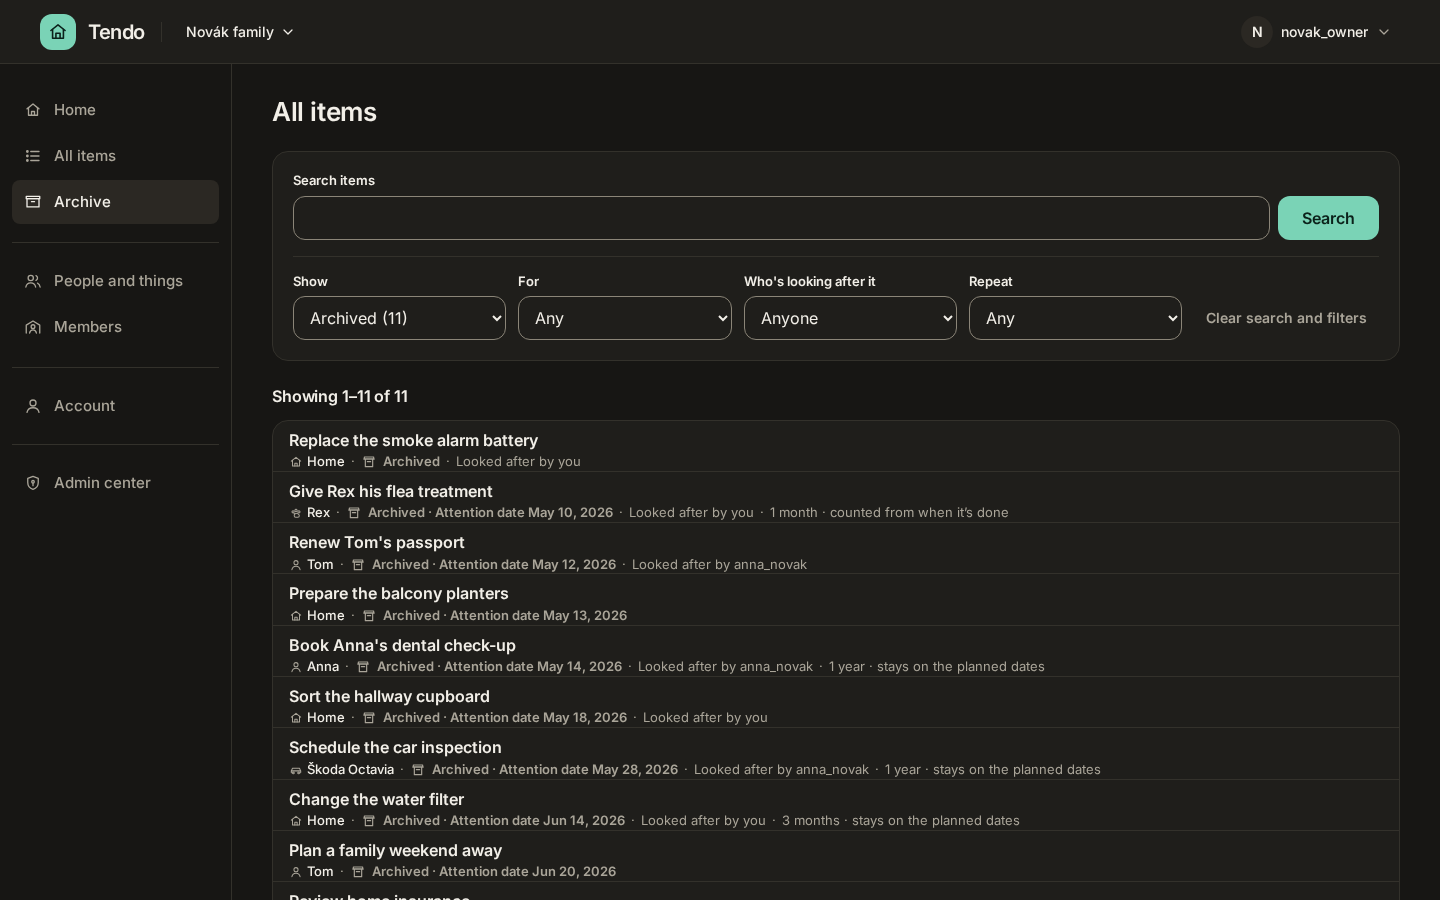 Tendo
Novák family
N
novak_owner
Home
All items
Archive
People and things
Members
Account
Admin center
All items
Search items
Search
Show
For
Who's looking after it
Repeat
Archived (11)
Any
Anyone
Any
Clear search and filters
Showing 1–11 of 11
Replace the smoke alarm battery
Home · Archived · Looked after by you
Give Rex his flea treatment
Rex · Archived · Attention date May 10, 2026 · Looked after by you · 1 month · counted from when it’s done
Renew Tom's passport
Tom · Archived · Attention date May 12, 2026 · Looked after by anna_novak
Prepare the balcony planters
Home · Archived · Attention date May 13, 2026
Book Anna's dental check-up
Anna · Archived · Attention date May 14, 2026 · Looked after by anna_novak · 1 year · stays on the planned dates
Sort the hallway cupboard
Home · Archived · Attention date May 18, 2026 · Looked after by you
Schedule the car inspection
Škoda Octavia · Archived · Attention date May 28, 2026 · Looked after by anna_novak · 1 year · stays on the planned dates
Change the water filter
Home · Archived · Attention date Jun 14, 2026 · Looked after by you · 3 months · stays on the planned dates
Plan a family weekend away
Tom · Archived · Attention date Jun 20, 2026
Review home insurance